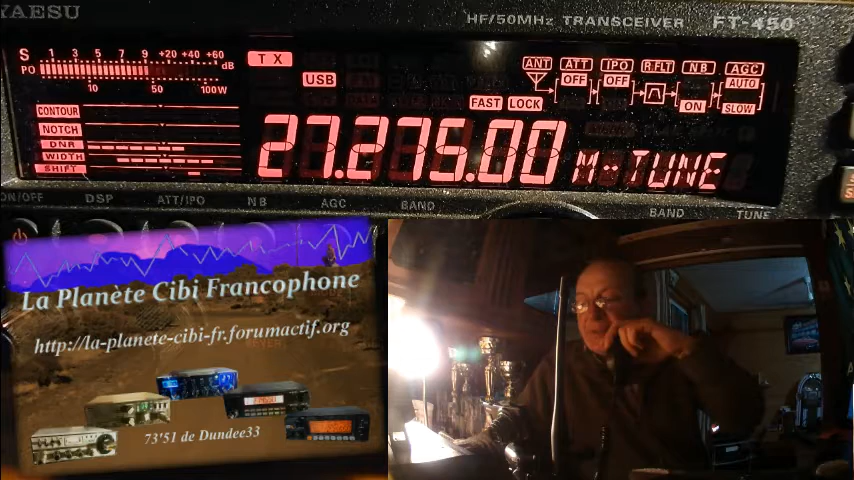 YAESU
HF/50MHz TRANSCEIVER FT-450
S 1 3 5 7 9 +20 +40 +60 dB
PO 10 50 100W
TX
USB
ANT ATT IPO R.FLT NB AGC
OFF OFF AUTO
ON SLOW
FAST LOCK
CONTOUR
NOTCH
DNR
WIDTH
SHIFT
27.275.00 M-TUNE
ON/OFF DSP ATT/IPO NB AGC BAND BAND TUNE
La Planète Cibi Francophone
http://la-planete-cibi-fr.forumactif.org
73'51 de Dundee33